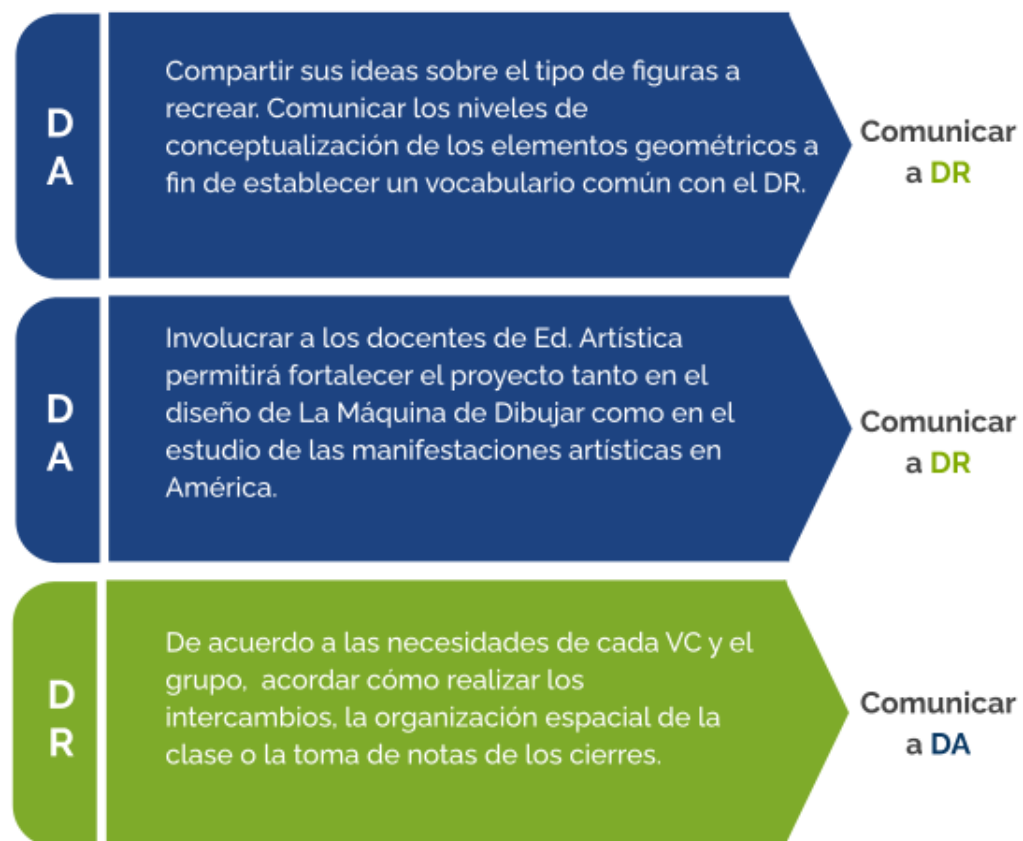 D
A
Compartir sus ideas sobre el tipo de figuras a
recrear. Comunicar los niveles de
conceptualización de los elementos geométricos a
fin de establecer un vocabulario común con el DR.
Comunicar
a DR
D
A
Involucrar a los docentes de Ed. Artística
permitirá fortalecer el proyecto tanto en el
diseño de La Máquina de Dibujar como en el
estudio de las manifestaciones artísticas en
América.
Comunicar
a DR
D
R
De acuerdo a las necesidades de cada VC y el
grupo, acordar cómo realizar los
intercambios, la organización espacial de la
clase o la toma de notas de los cierres.
Comunicar
a DA